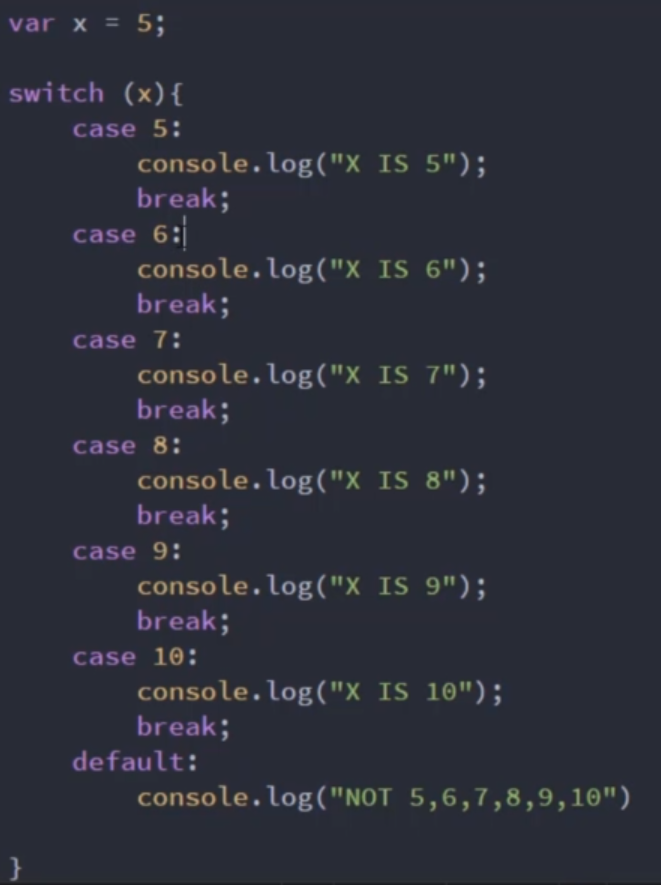 var x = 5;
switch (x){
case 5:
console.log("X IS 5");
break;
case 6:
console.log("X IS 6");
break;
case 7:
console.log("X IS 7");
break;
case 8:
console.log("X IS 8");
break;
case 9:
console.log("X IS 9");
break;
case 10:
console.log("X IS 10");
break;
default:
console.log("NOT 5,6,7,8,9,10")
}